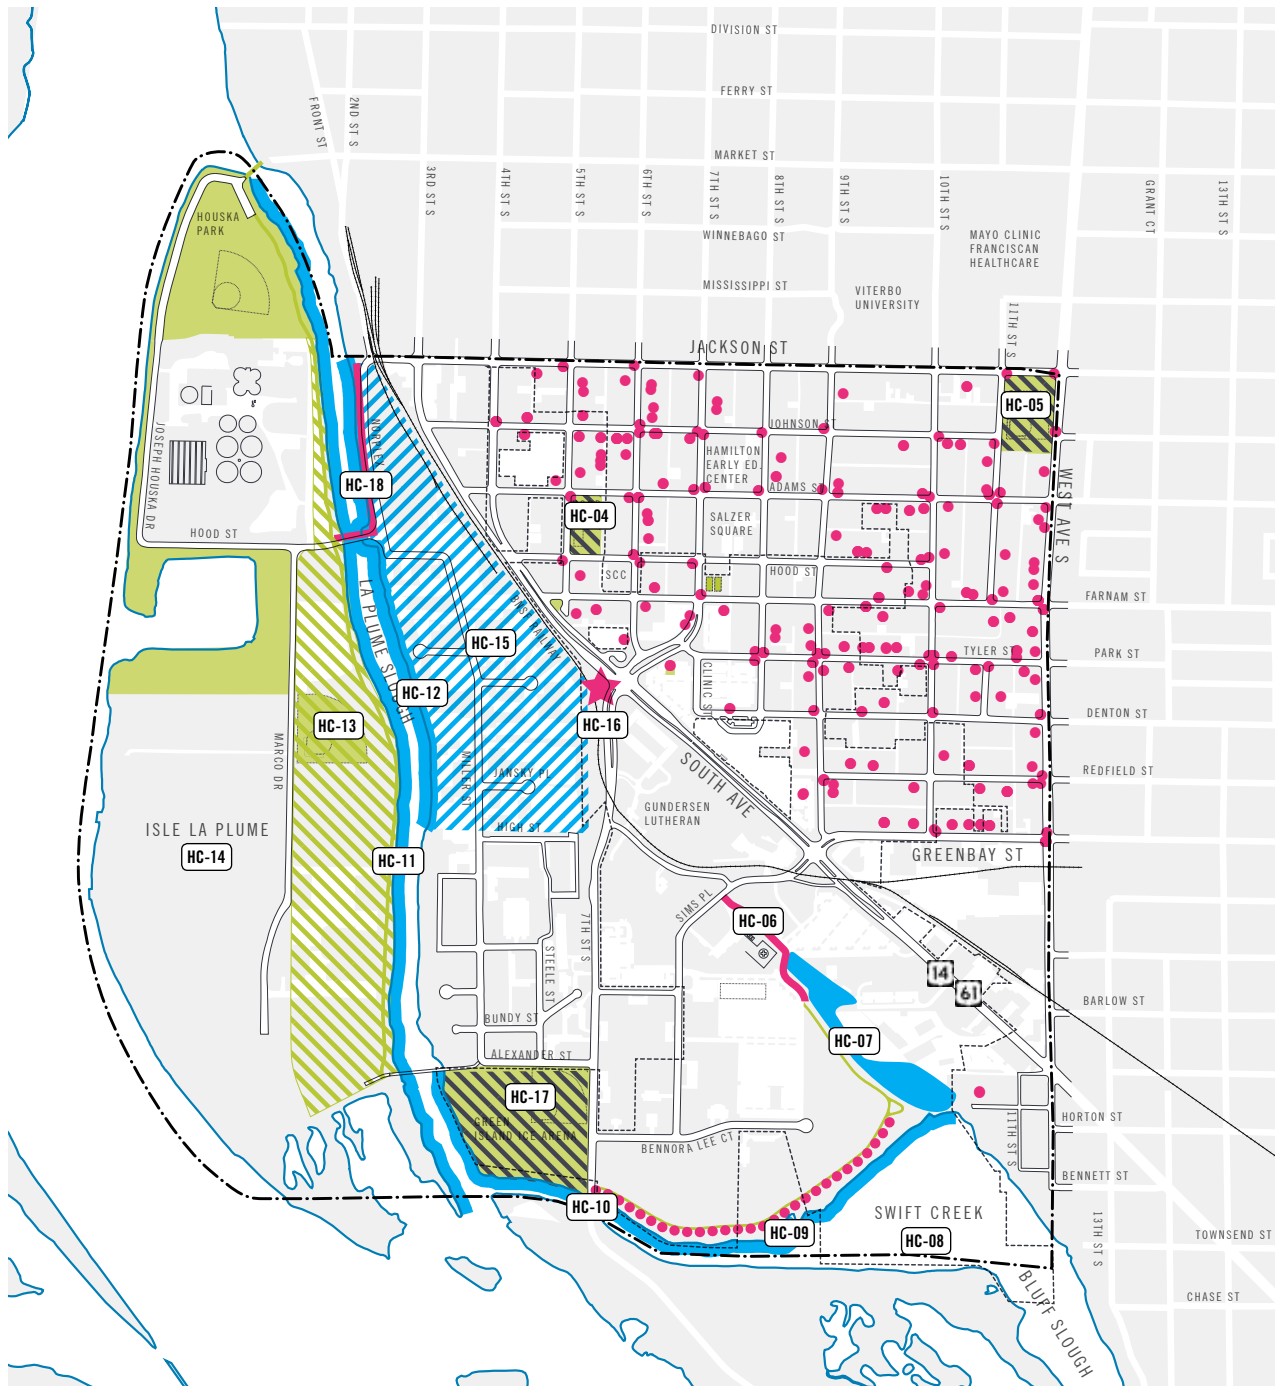 DIVISION ST
FERRY ST
FRONT ST
2ND ST S
MARKET ST
3RD ST S
4TH ST S
5TH ST S
6TH ST S
7TH ST S
8TH ST S
9TH ST S
10TH ST S
GRANT CT
13TH ST S
HOUSKA
PARK
WINNEBAGO ST
MAYO CLINIC
FRANCISCAN
HEALTHCARE
MISSISSIPPI ST
VITERBO
UNIVERSITY
11TH ST S
JACKSON ST
HC-05
JOHNSON ST
JOSEPH HOUSKA DR
HAMILTON
EARLY ED.
CENTER
WEST AVE S
HC-18
ADAMS ST
HC-04
SALZER
SQUARE
HOOD ST
SCC
HOOD ST
LA PLUME SLOUGH
BNSF RAILWAY
FARNAM ST
HC-15
TYLER ST
PARK ST
CLINIC ST
HC-12
HC-13
HC-16
DENTON ST
MARCO DR
MILLER ST
JANSKY PL
SOUTH AVE
REDFIELD ST
GUNDERSEN
LUTHERAN
ISLE LA PLUME
HC-14
HIGH ST
HC-11
GREENBAY ST
SIMS PL
HC-06
7TH ST S
STEELE ST
14
61
BARLOW ST
BUNDY ST
HC-07
ALEXANDER ST
HC-17
GREEN
ISLAND ICE ARENA
BENNORA LEE CT
11TH ST S
HORTON ST
BENNETT ST
HC-10
HC-09
SWIFT CREEK
HC-08
13TH ST S
TOWNSEND ST
BLUFF SLOUGH
CHASE ST